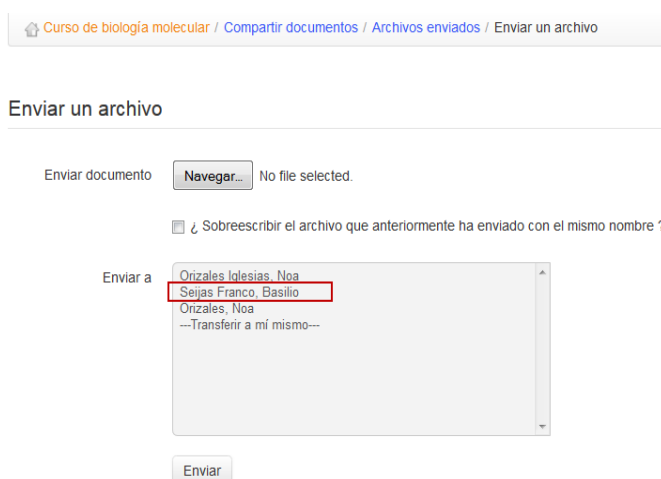 Curso de biología molecular / Compartir documentos / Archivos enviados / Enviar un archivo
Enviar un archivo
Enviar documento Navegar... No file selected.
¿ Sobreescribir el archivo que anteriormente ha enviado con el mismo nombre ?
Enviar a
Orizales Iglesias, Noa
Seijas Franco, Basilio
Orizales, Noa
---Transferir a mí mismo---
Enviar